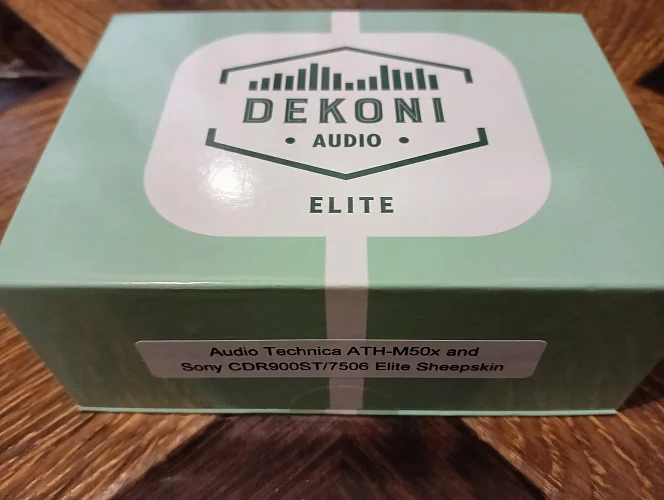 DEKONI
• AUDIO •
ELITE
Audio Technica ATH-M50x and
Sony CDR900ST/7506 Elite Sheepskin